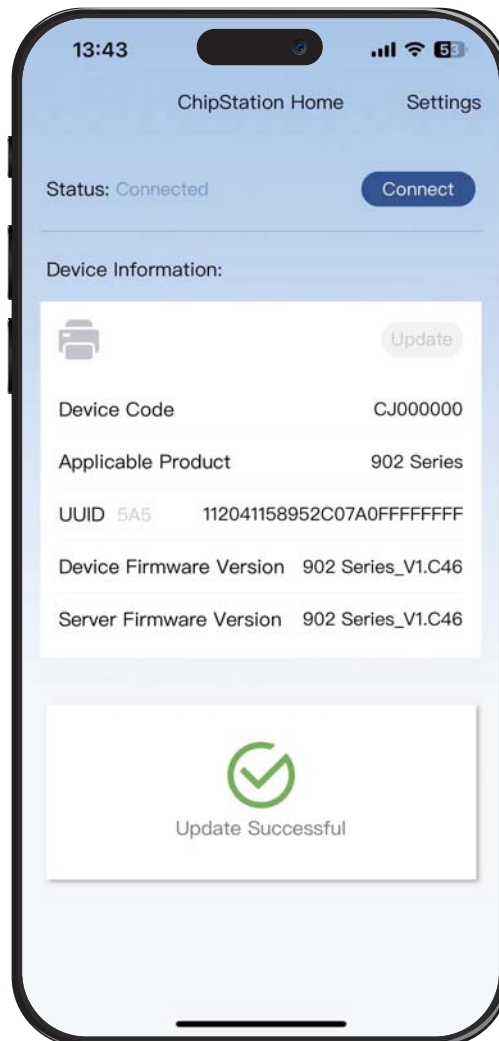 13:43 53
ChipStation Home Settings
Status: Connected Connect
Device Information:
Update
Device Code CJ000000
Applicable Product 902 Series
UUID 5A5 112041158952C07A0FFFFFFFF
Device Firmware Version 902 Series_V1.C46
Server Firmware Version 902 Series_V1.C46
Update Successful